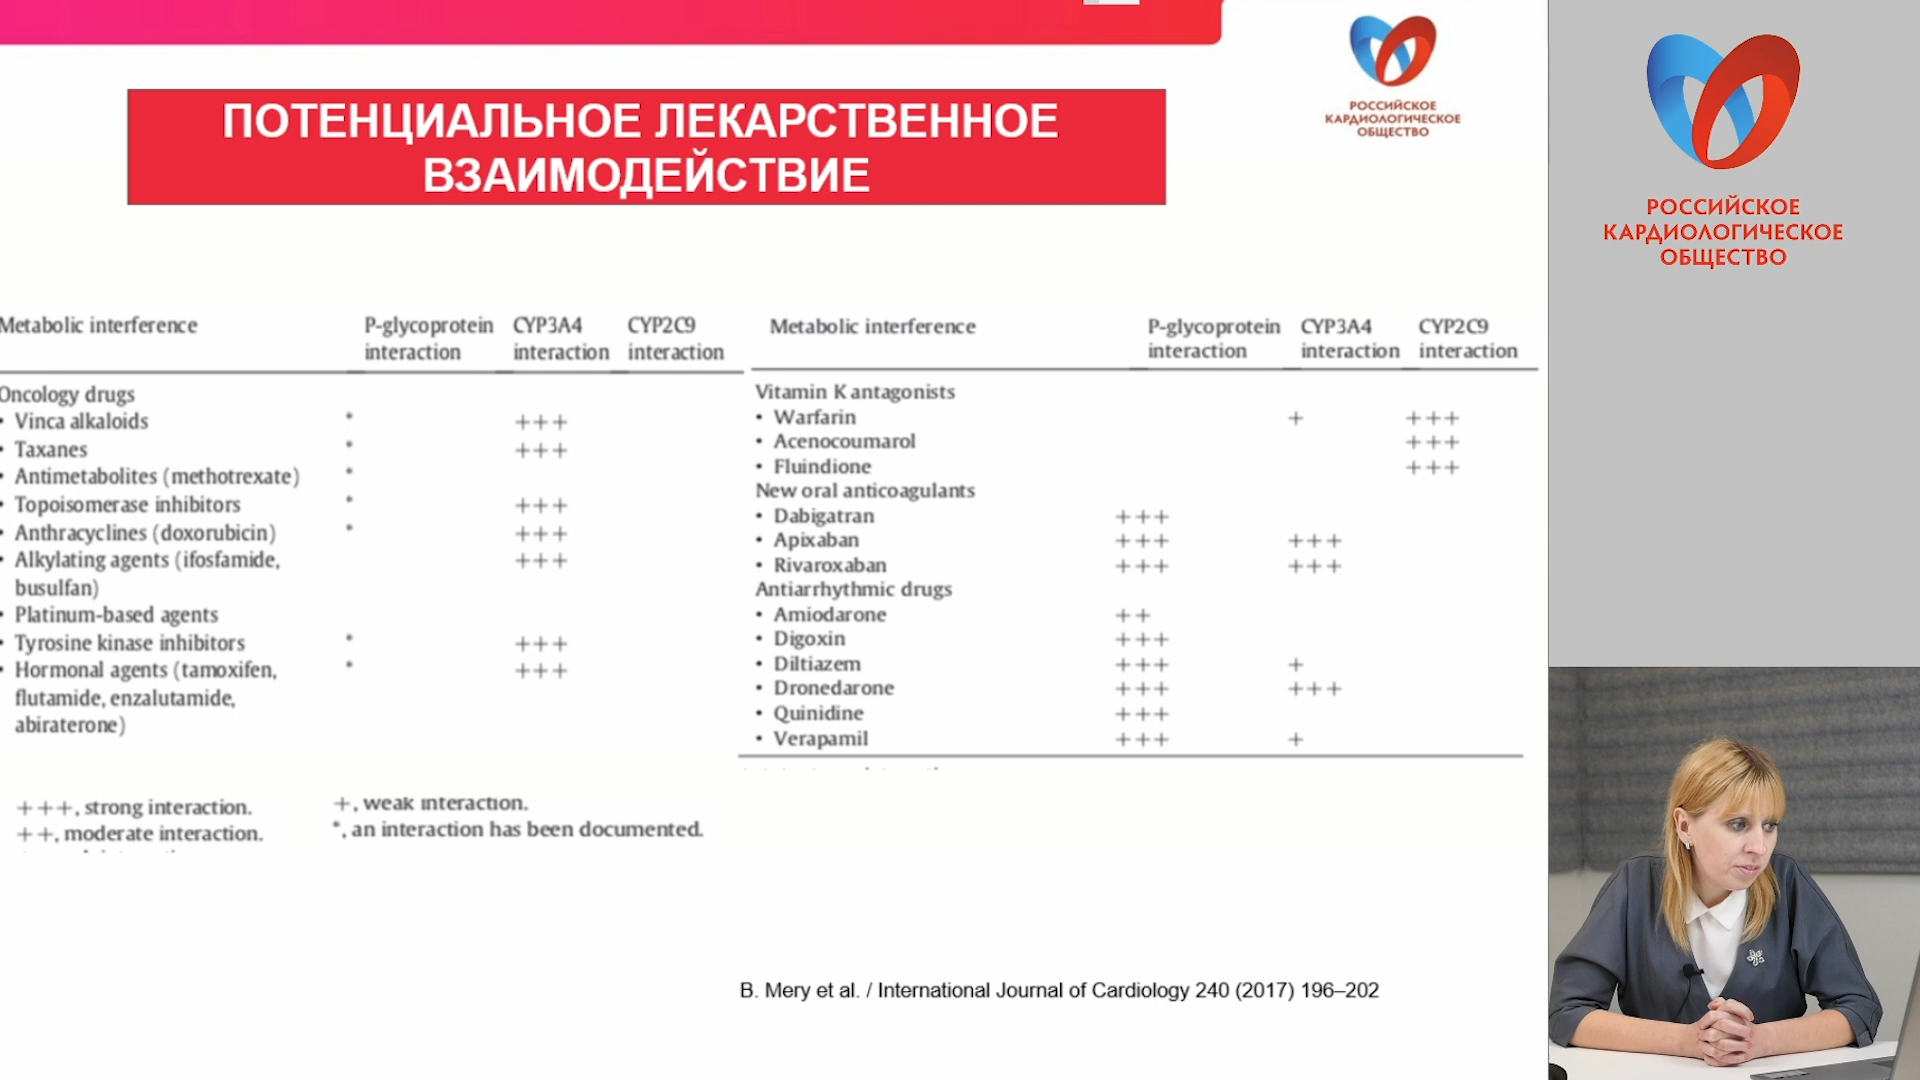 ПОТЕНЦИАЛЬНОЕ ЛЕКАРСТВЕННОЕ
ВЗАИМОДЕЙСТВИЕ
РОССИЙСКОЕ
КАРДИОЛОГИЧЕСКОЕ
ОБЩЕСТВО
Metabolic interference P-glycoprotein interaction CYP3A4 interaction CYP2C9 interaction
Oncology drugs
• Vinca alkaloids * +++
• Taxanes * +++
• Antimetabolites (methotrexate) *
• Topoisomerase inhibitors * +++
• Anthracyclines (doxorubicin) * +++
• Alkylating agents (ifosfamide, +++
busulfan)
• Platinum-based agents
• Tyrosine kinase inhibitors * +++
• Hormonal agents (tamoxifen, * +++
flutamide, enzalutamide,
abiraterone)
+++, strong interaction.
++, moderate interaction.
+, weak interaction.
*, an interaction has been documented.
Metabolic interference P-glycoprotein interaction CYP3A4 interaction CYP2C9 interaction
Vitamin K antagonists
• Warfarin + +++
• Acenocoumarol +++
• Fluindione +++
New oral anticoagulants
• Dabigatran +++
• Apixaban +++ +++
• Rivaroxaban +++ +++
Antiarrhythmic drugs
• Amiodarone ++
• Digoxin +++
• Diltiazem +++ +
• Dronedarone +++ +++
• Quinidine +++
• Verapamil +++ +
B. Mery et al. / International Journal of Cardiology 240 (2017) 196–202
РОССИЙСКОЕ
КАРДИОЛОГИЧЕСКОЕ
ОБЩЕСТВО